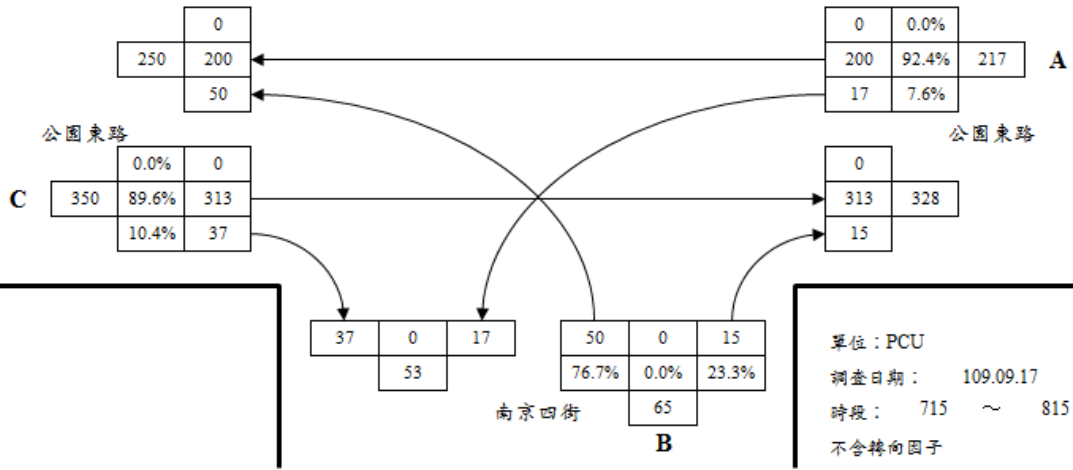 0
250 200
50
0 0.0%
200 92.4% 217
17 7.6%
A
公園東路
公園東路
C
0.0% 0
350 89.6% 313
10.4% 37
0
313 328
15
37 0 17
53
50 0 15
76.7% 0.0% 23.3%
65
南京四街
B
單位：PCU
調查日期： 109.09.17
時段： 715 ～ 815
不含轉向因子